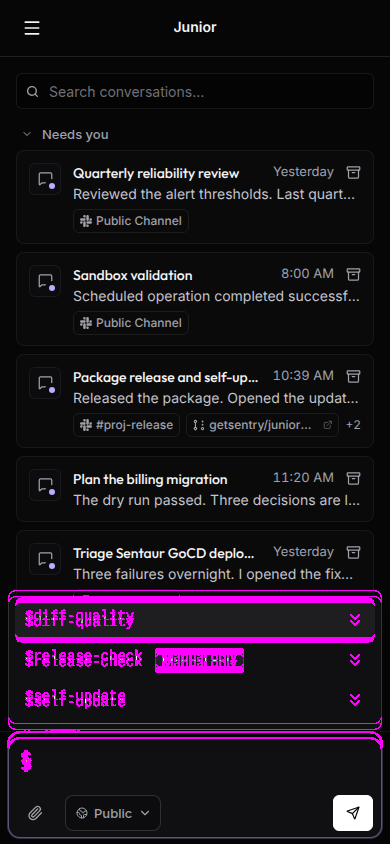 Junior
Search conversations...
Needs you
Quarterly reliability review Yesterday
Reviewed the alert thresholds. Last quart...
Public Channel
Sandbox validation 8:00 AM
Scheduled operation completed successf...
Public Channel
Package release and self-up... 10:39 AM
Released the package. Opened the updat...
#proj-release getsentry/junior... +2
Plan the billing migration 11:20 AM
The dry run passed. Three decisions are l...
Triage Sentaur GoCD deplo... Yesterday
Three failures overnight. I opened the fix...
$diff-quality
$release-check
$self-update
$
Public